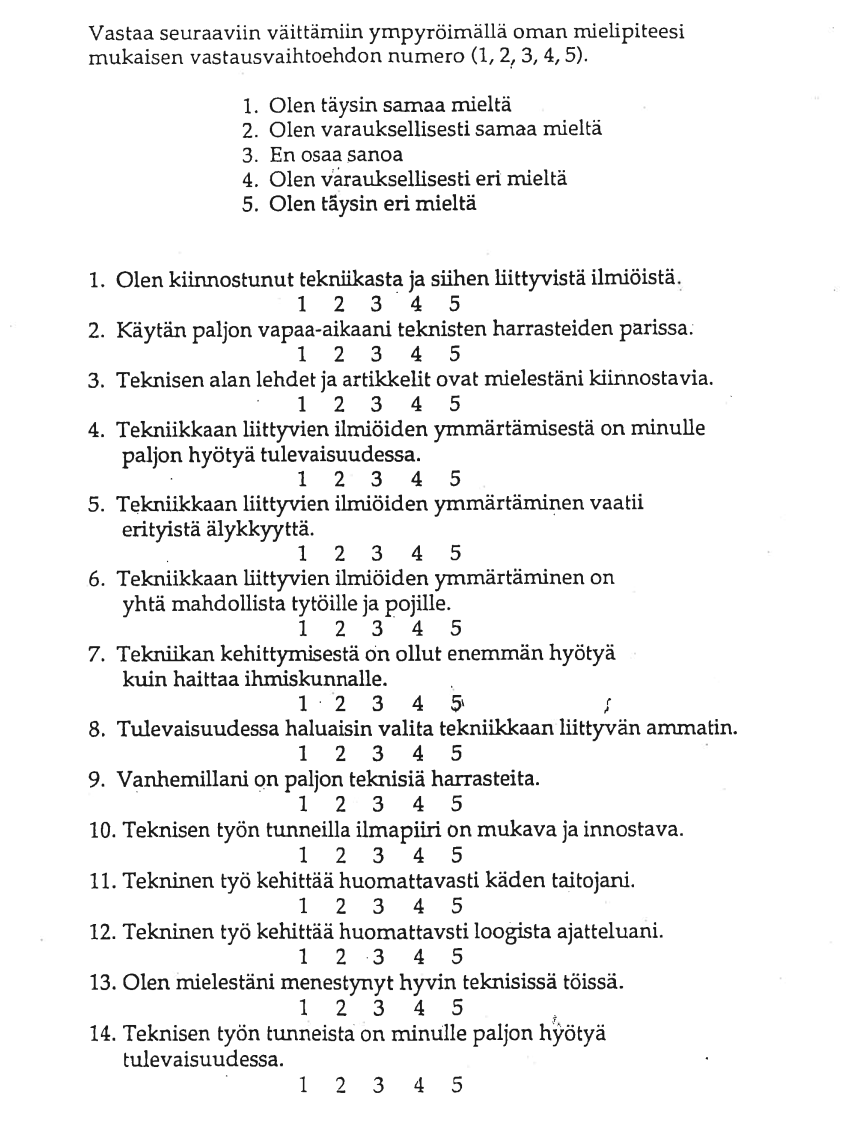 Vastaa seuraaviin väittämiin ympyröimällä oman mielipiteesi
mukaisen vastausvaihtoehdon numero (1, 2, 3, 4, 5).
1. Olen täysin samaa mieltä
2. Olen varauksellisesti samaa mieltä
3. En osaa sanoa
4. Olen varauksellisesti eri mieltä
5. Olen täysin eri mieltä
1. Olen kiinnostunut tekniikasta ja siihen liittyvistä ilmiöistä.
1 2 3 4 5
2. Käytän paljon vapaa-aikaani teknisten harrasteiden parissa.
1 2 3 4 5
3. Teknisen alan lehdet ja artikkelit ovat mielestäni kiinnostavia.
1 2 3 4 5
4. Tekniikkaan liittyvien ilmiöiden ymmärtämisestä on minulle
paljon hyötyä tulevaisuudessa.
1 2 3 4 5
5. Tekniikkaan liittyvien ilmiöiden ymmärtäminen vaatii
erityistä älykkyyttä.
1 2 3 4 5
6. Tekniikkaan liittyvien ilmiöiden ymmärtäminen on
yhtä mahdollista tytöille ja pojille.
1 2 3 4 5
7. Tekniikan kehittymisestä on ollut enemmän hyötyä
kuin haittaa ihmiskunnalle.
1 2 3 4 5
8. Tulevaisuudessa haluaisin valita tekniikkaan liittyvän ammatin.
1 2 3 4 5
9. Vanhemillani on paljon teknisiä harrasteita.
1 2 3 4 5
10. Teknisen työn tunneilla ilmapiiri on mukava ja innostava.
1 2 3 4 5
11. Tekninen työ kehittää huomattavasti käden taitojani.
1 2 3 4 5
12. Tekninen työ kehittää huomattavsti loogista ajatteluani.
1 2 3 4 5
13. Olen mielestäni menestynyt hyvin teknisissä töissä.
1 2 3 4 5
14. Teknisen työn tunneista on minulle paljon hyötyä
tulevaisuudessa.
1 2 3 4 5